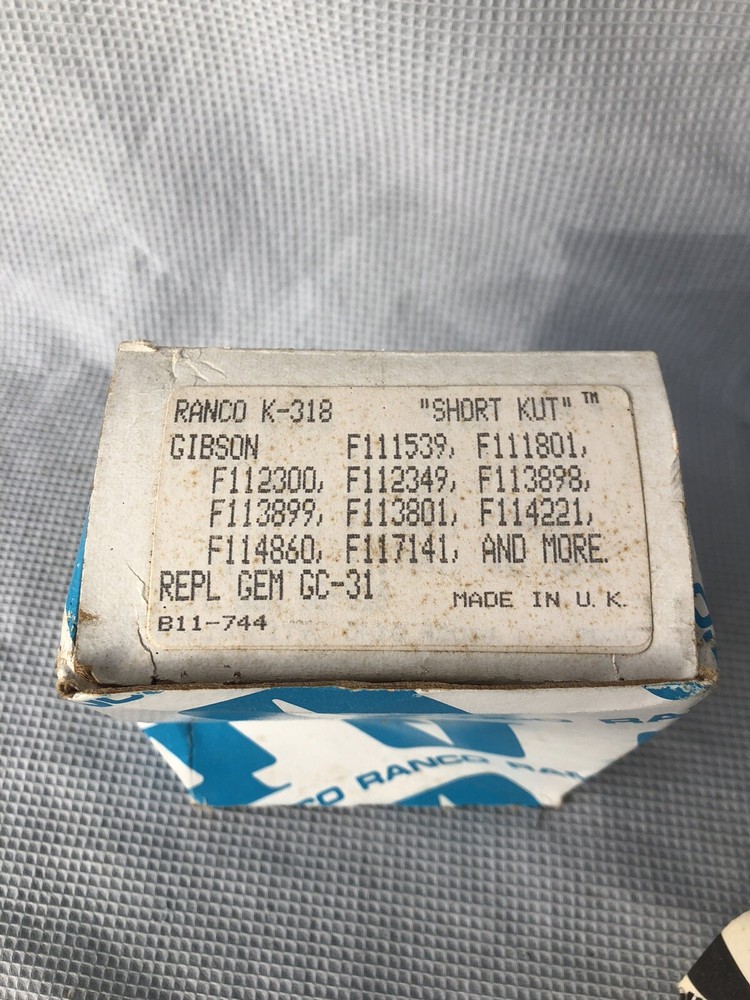 RANCO K-318 "SHORT KUT"™
GIBSON F111539, F111801,
F112300, F112349, F113898,
F113899, F113801, F114221,
F114860, F117141, AND MORE.
REPL GEM GC-31 MADE IN U.K.
B11-744
RANCO